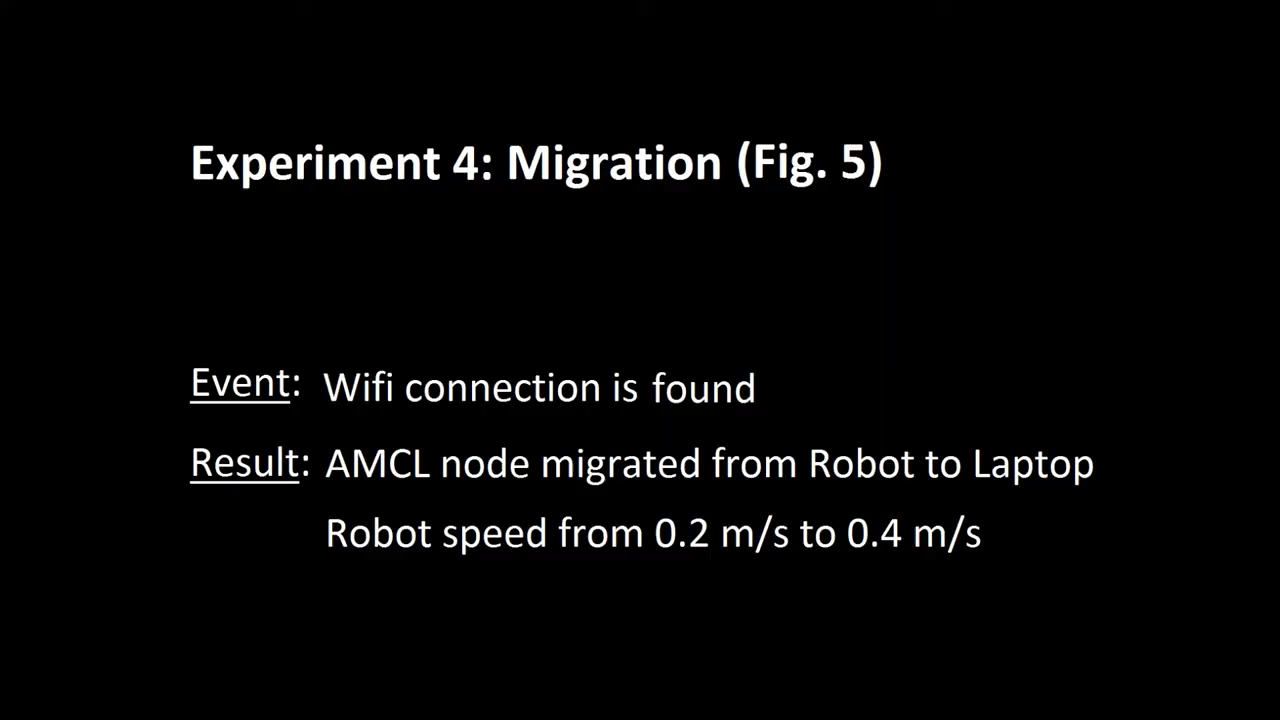 Experiment 4: Migration (Fig. 5)
Event: Wifi connection is found
Result: AMCL node migrated from Robot to Laptop
Robot speed from 0.2 m/s to 0.4 m/s